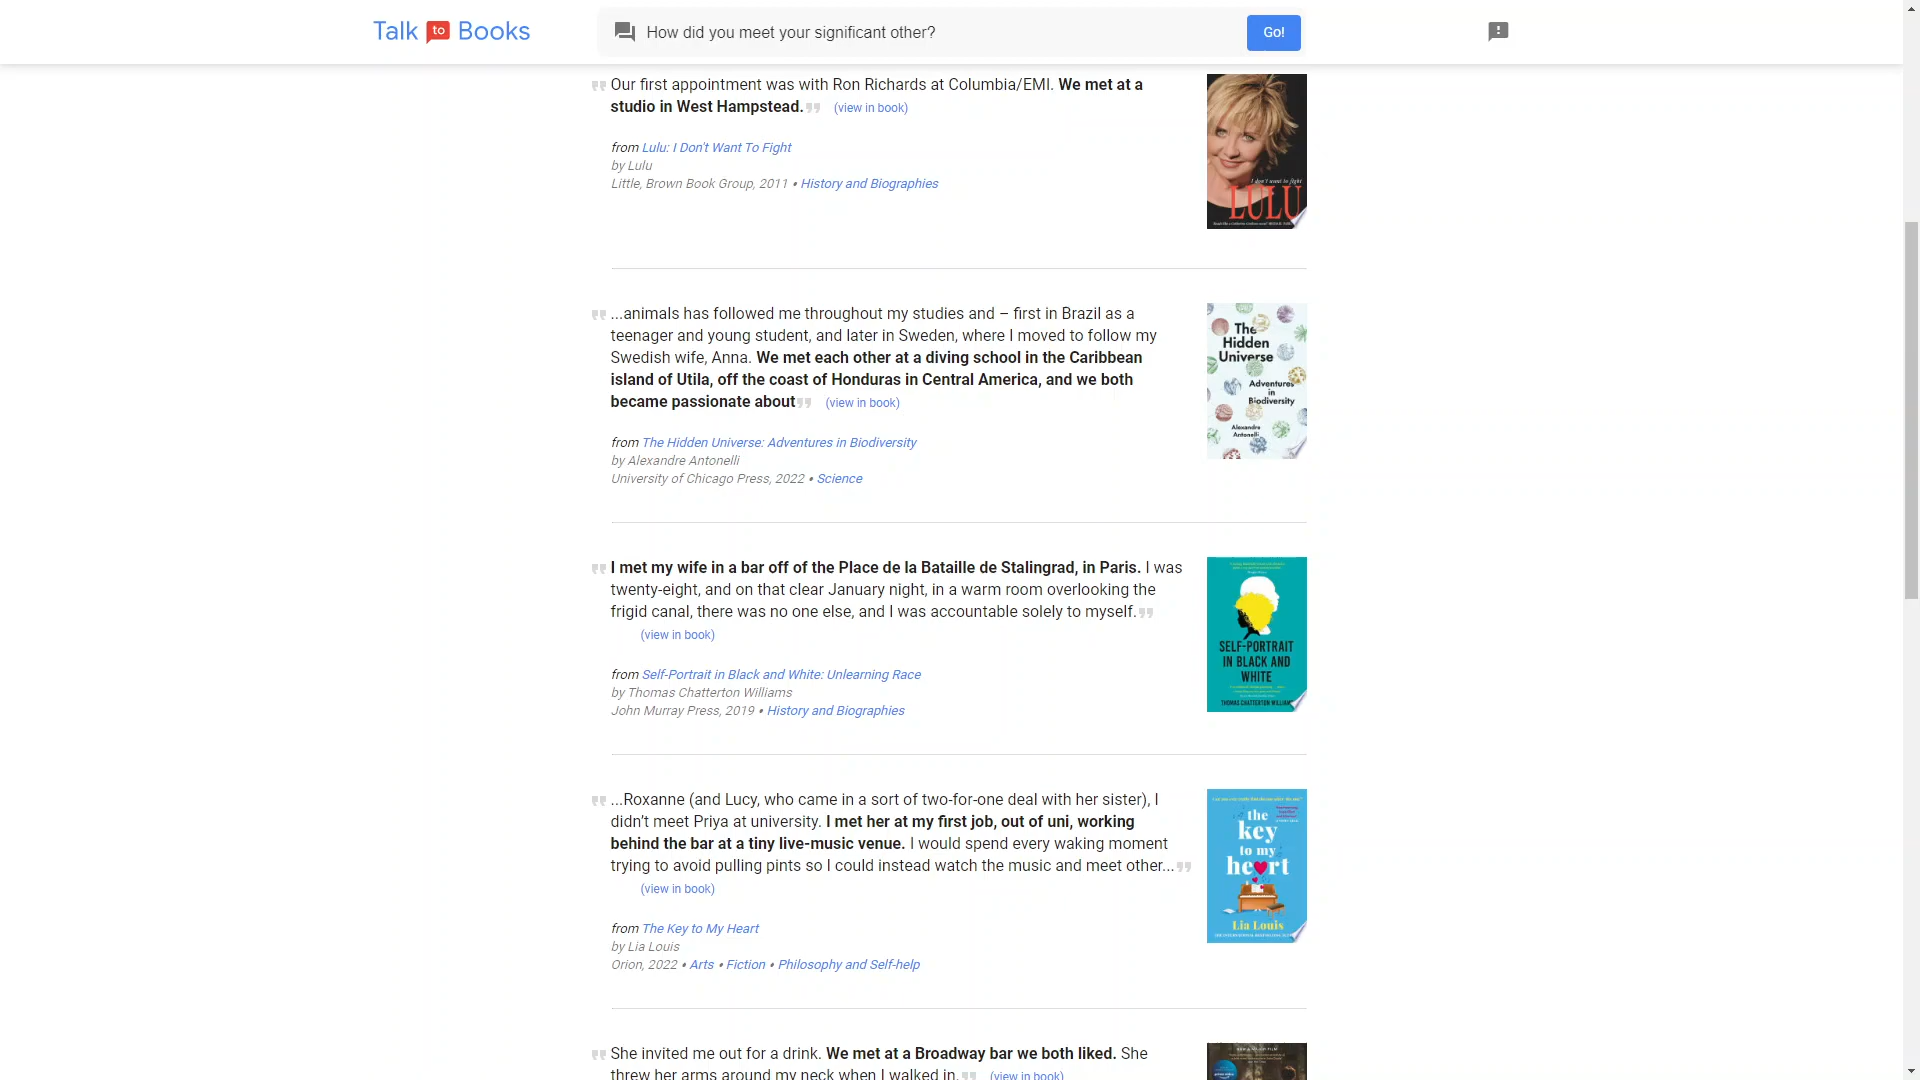 Talk to Books
How did you meet your significant other?
Go!
Our first appointment was with Ron Richards at Columbia/EMI. We met at a
studio in West Hampstead. (view in book)
from Lulu: I Don't Want To Fight
by Lulu
Little, Brown Book Group, 2011 • History and Biographies
I don't want to fight
LULU
...animals has followed me throughout my studies and – first in Brazil as a
teenager and young student, and later in Sweden, where I moved to follow my
Swedish wife, Anna. We met each other at a diving school in the Caribbean
island of Utila, off the coast of Honduras in Central America, and we both
became passionate about (view in book)
from The Hidden Universe: Adventures in Biodiversity
by Alexandre Antonelli
University of Chicago Press, 2022 • Science
The
Hidden
Universe
Adventures
in
Biodiversity
Alexandre
Antonelli
I met my wife in a bar off of the Place de la Bataille de Stalingrad, in Paris. I was
twenty-eight, and on that clear January night, in a warm room overlooking the
frigid canal, there was no one else, and I was accountable solely to myself.
(view in book)
from Self-Portrait in Black and White: Unlearning Race
by Thomas Chatterton Williams
John Murray Press, 2019 • History and Biographies
SELF-PORTRAIT
IN BLACK AND
WHITE
THOMAS CHATTERTON WILLIAMS
...Roxanne (and Lucy, who came in a sort of two-for-one deal with her sister), I
didn’t meet Priya at university. I met her at my first job, out of uni, working
behind the bar at a tiny live-music venue. I would spend every waking moment
trying to avoid pulling pints so I could instead watch the music and meet other...
(view in book)
from The Key to My Heart
by Lia Louis
Orion, 2022 • Arts • Fiction • Philosophy and Self-help
the
key
to my
heart
Lia Louis
She invited me out for a drink. We met at a Broadway bar we both liked. She
threw her arms around my neck when I walked in. (view in book)